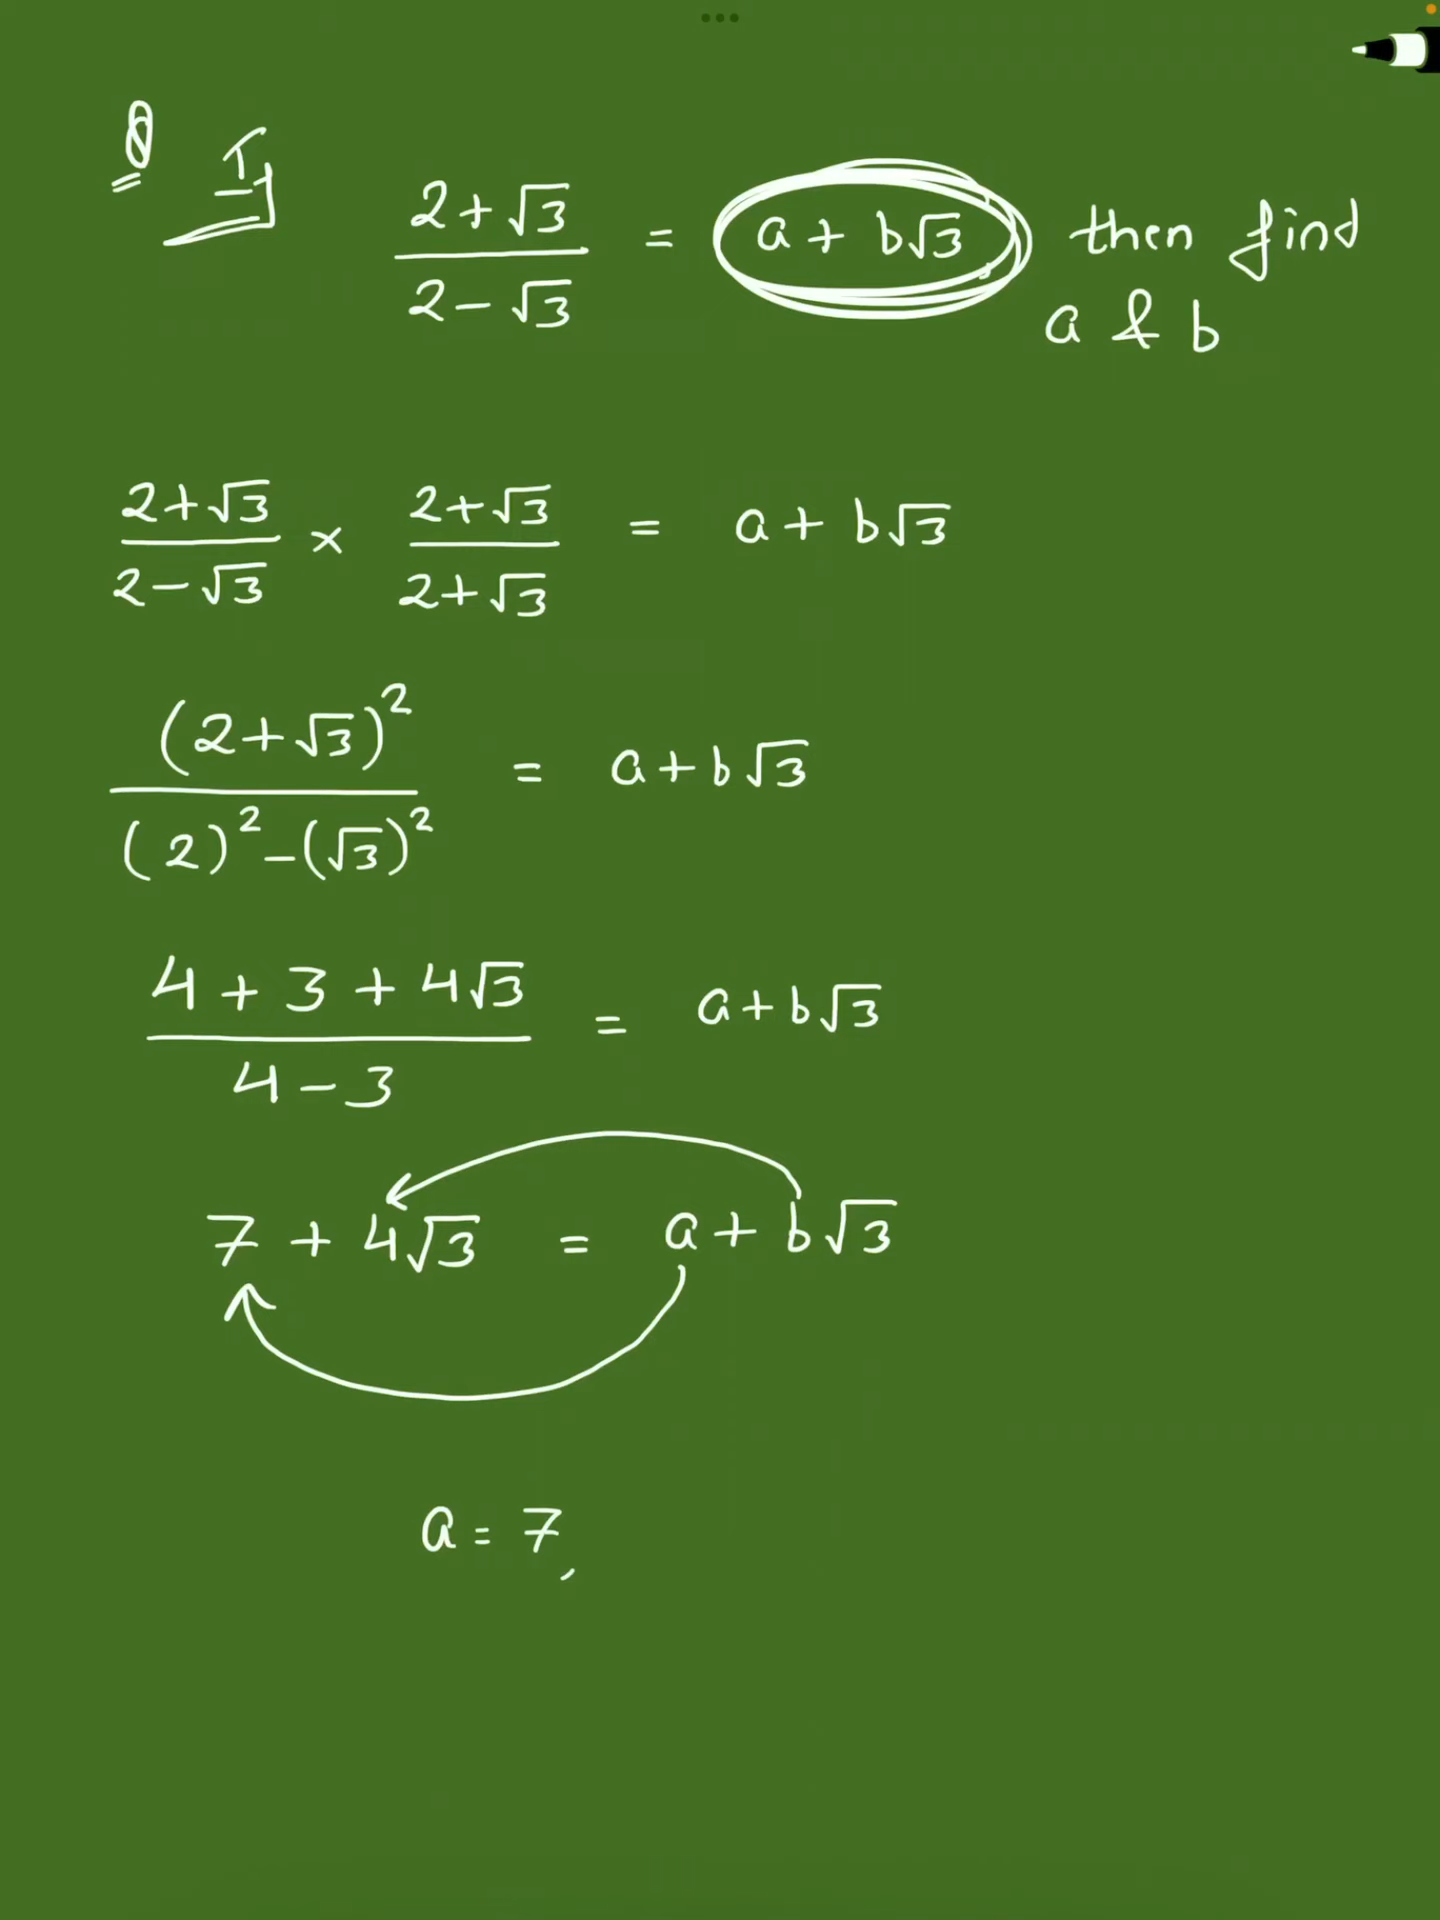 Q If 2+√3 / 2-√3 = a + b√3, then find
a & b
2+√3 / 2-√3 × 2+√3 / 2+√3 = a + b√3
(2+√3)² / (2)² - (√3)² = a + b√3
4 + 3 + 4√3 / 4 - 3 = a + b√3
7 + 4√3 = a + b√3
a = 7,